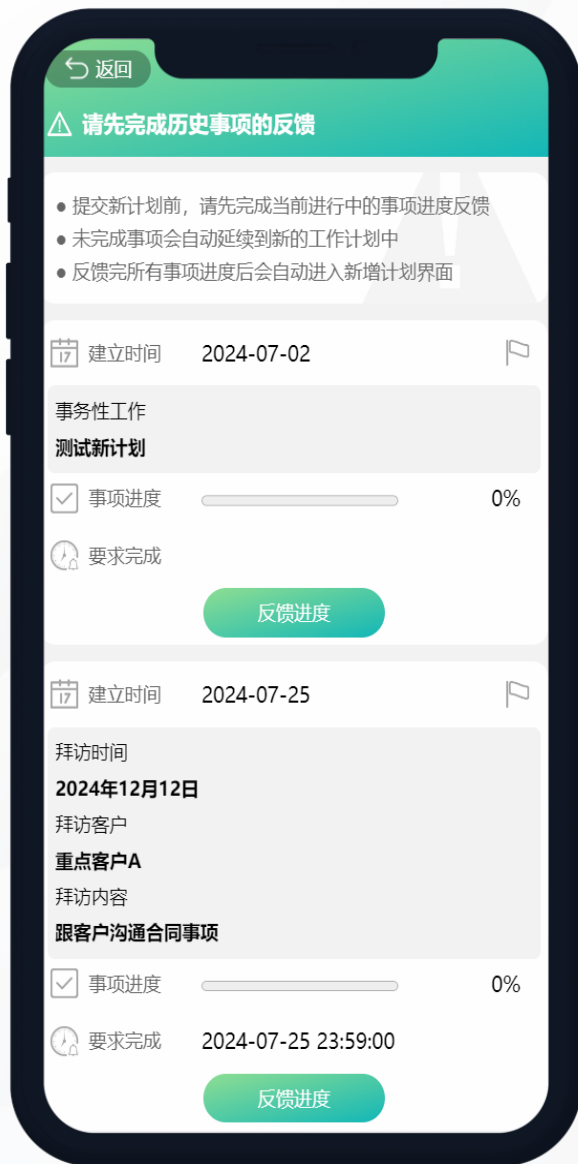 返回
请先完成历史事项的反馈
● 提交新计划前，请先完成当前进行中的事项进度反馈
● 未完成事项会自动延续到新的工作计划中
● 反馈完所有事项进度后会自动进入新增计划界面
17 建立时间 2024-07-02
事务性工作
测试新计划
事项进度 0%
要求完成
反馈进度
17 建立时间 2024-07-25
拜访时间
2024年12月12日
拜访客户
重点客户A
拜访内容
跟客户沟通合同事项
事项进度 0%
要求完成 2024-07-25 23:59:00
反馈进度